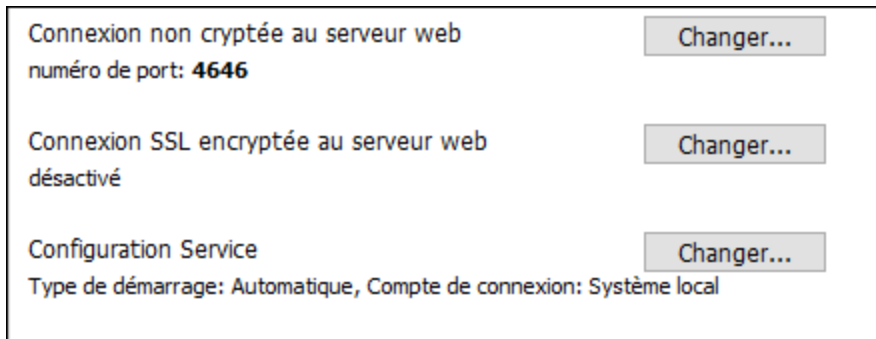 Connexion non cryptée au serveur web
Changer...
numéro de port: 4646
Connexion SSL encryptée au serveur web
Changer...
désactivé
Configuration Service
Changer...
Type de démarrage: Automatique, Compte de connexion: Système local